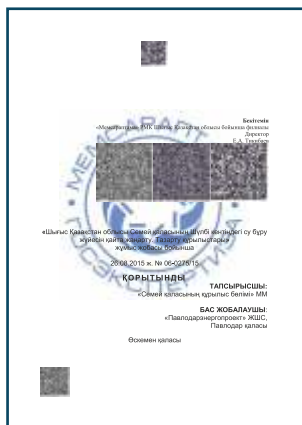 Бекітемін
«Мемсараптама» РМК Шығыс Қазақстан облысы бойынша филиалы
Директор
МЕМСАРАПТАМА
ГОСЭКСПЕРТИЗА
«Шығыс Қазақстан облысы Семей қаласының Шүлбі кентіндегі су бұру
жүйесін қайта жаңарту. Тазарту құрылыстары»
жұмыс жобасы бойынша
26.08.2015 ж. № 06-0275/15
ҚОРЫТЫНДЫ
ТАПСЫРЫСШЫ:
«Семей қаласының құрылыс бөлімі» ММ
БАС ЖОБАЛАУШЫ:
«Павлодарэнергопроект» ЖШС,
Павлодар қаласы
Өскемен қаласы